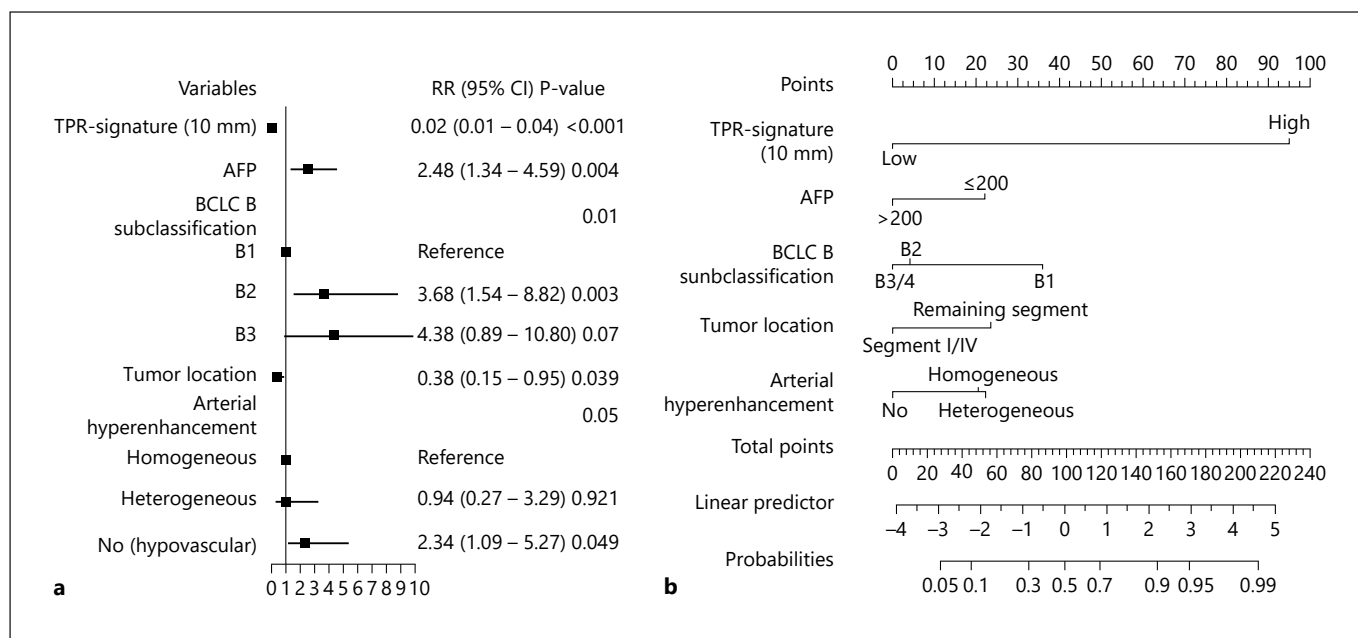 Variables RR (95% CI) P-value
TPR-signature (10 mm) 0.02 (0.01 – 0.04) <0.001
AFP 2.48 (1.34 – 4.59) 0.004
BCLC B
subclassification 0.01
B1 Reference
B2 3.68 (1.54 – 8.82) 0.003
B3 4.38 (0.89 – 10.80) 0.07
Tumor location 0.38 (0.15 – 0.95) 0.039
Arterial
hyperenhancement 0.05
Homogeneous Reference
Heterogeneous 0.94 (0.27 – 3.29) 0.921
No (hypovascular) 2.34 (1.09 – 5.27) 0.049
0 1 2 3 4 5 6 7 8 9 10
a
0 10 20 30 40 50 60 70 80 90 100
Points
High
TPR-signature
(10 mm)
Low
≤200
AFP
>200
B2
BCLC B
sunbclassification
B3/4 B1
Remaining segment
Tumor location
Segment I/IV
Homogeneous
Arterial
hyperenhancement
No Heterogeneous
Total points
0 20 40 60 80 100 120 140 160 180 200 220 240
Linear predictor
–4 –3 –2 –1 0 1 2 3 4 5
Probabilities
0.05 0.1 0.3 0.5 0.7 0.9 0.95 0.99
b